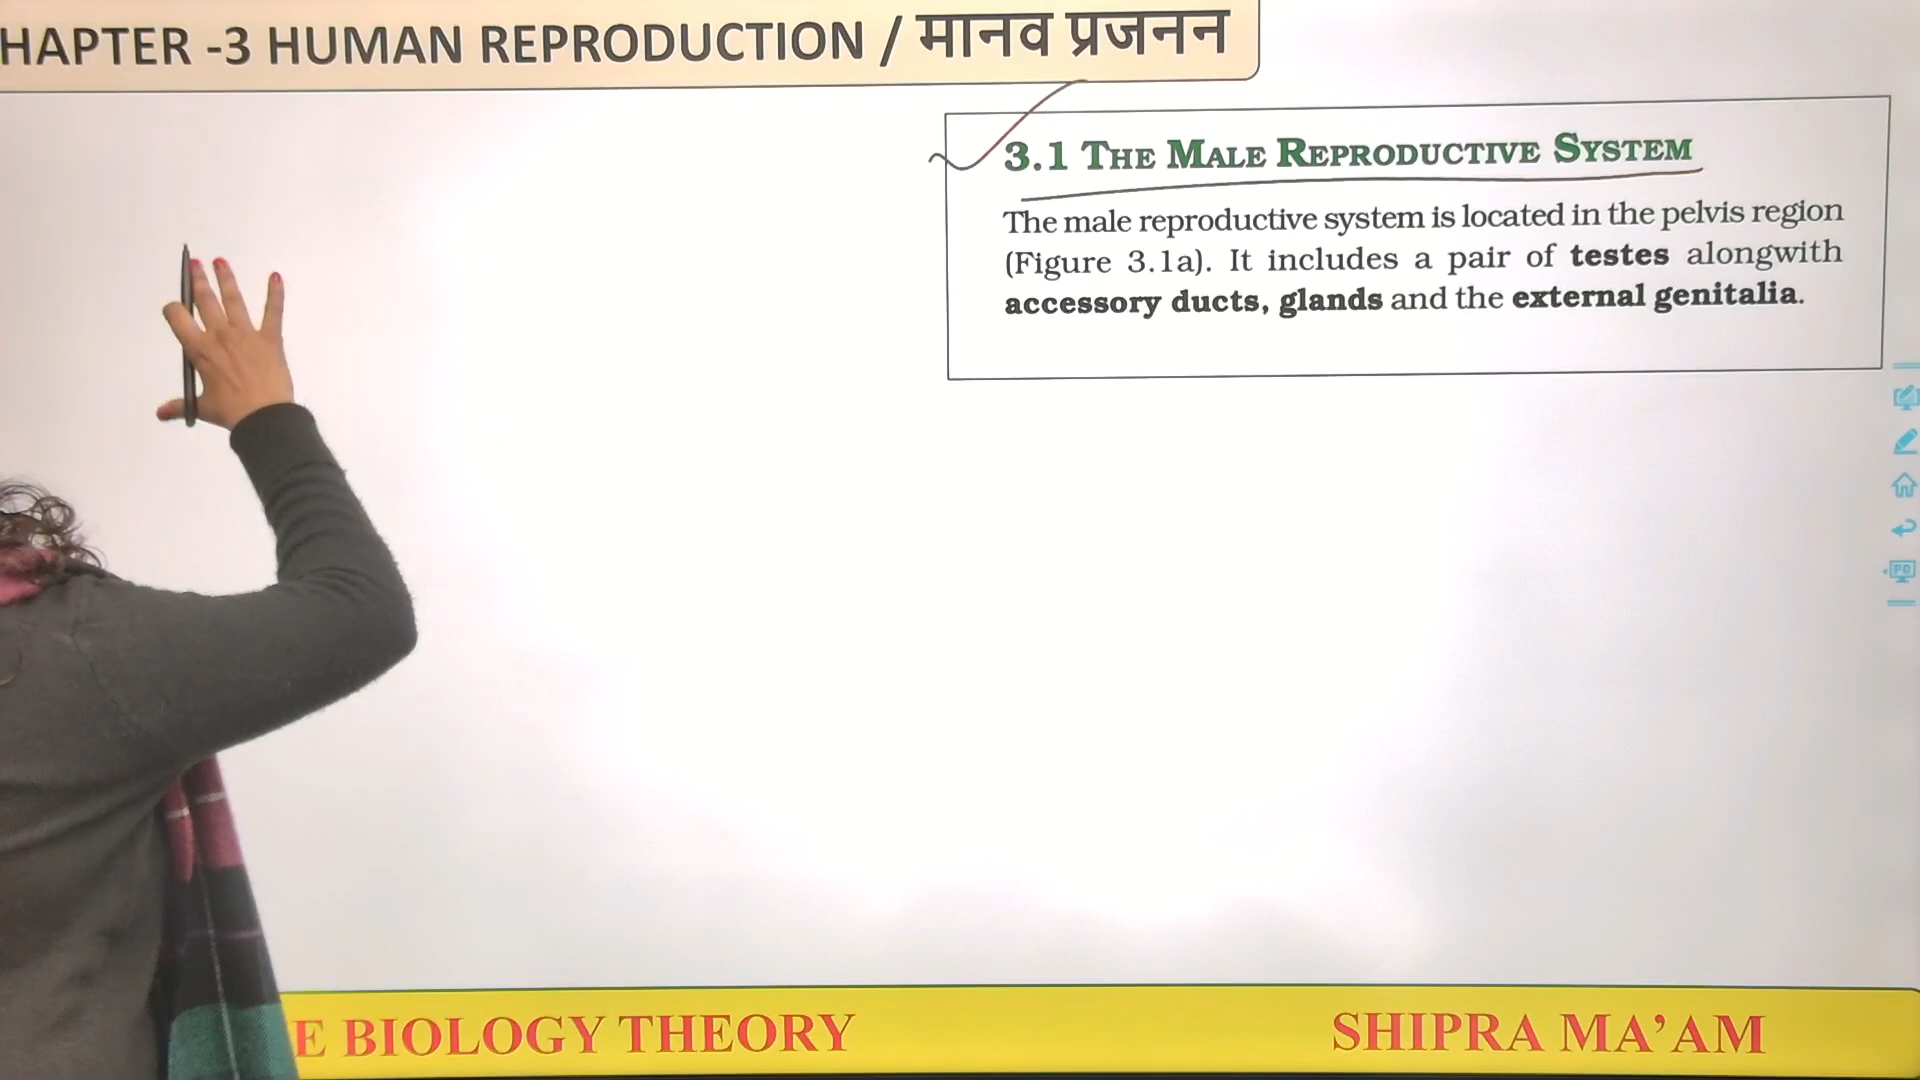 HAPTER -3 HUMAN REPRODUCTION / मानव प्रजनन
3.1 THE MALE REPRODUCTIVE SYSTEM
The male reproductive system is located in the pelvis region
(Figure 3.1a). It includes a pair of testes alongwith
accessory ducts, glands and the external genitalia.
PD
E BIOLOGY THEORY
SHIPRA MA'AM